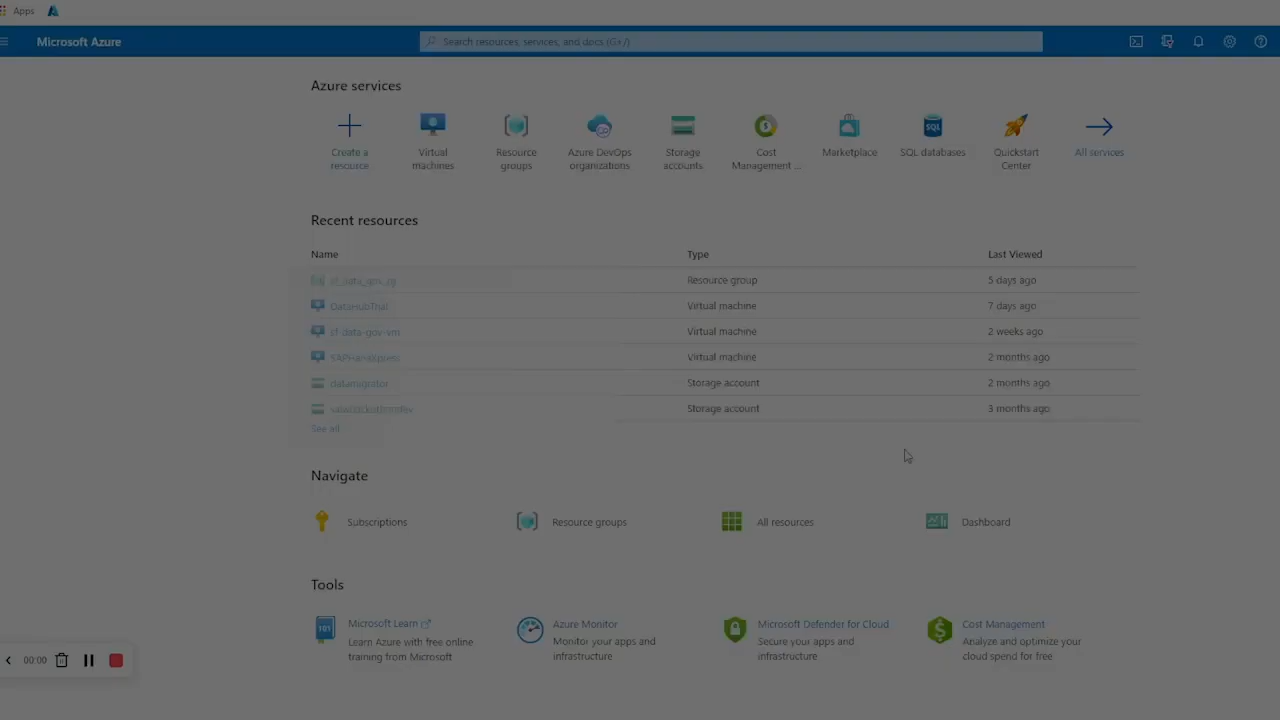 Apps
Microsoft Azure
Search resources, services, and docs (G+/)
Azure services
Create a resource
Virtual machines
Resource groups
Azure DevOps organizations
Storage accounts
Cost Management ...
Marketplace
SQL databases
Quickstart Center
All services
Recent resources
Name Type Last Viewed
Resource group 5 days ago
DataHubTrial Virtual machine 7 days ago
cf-data-gov-vm Virtual machine 2 weeks ago
Virtual machine 2 months ago
datamigrator Storage account 2 months ago
Storage account 3 months ago
See all
Navigate
Subscriptions
Resource groups
All resources
Dashboard
Tools
Microsoft Learn
Learn Azure with free online
training from Microsoft
Azure Monitor
Monitor your apps and
infrastructure
Microsoft Defender for Cloud
Secure your apps and
infrastructure
Cost Management
Analyze and optimize your
cloud spend for free
00:00